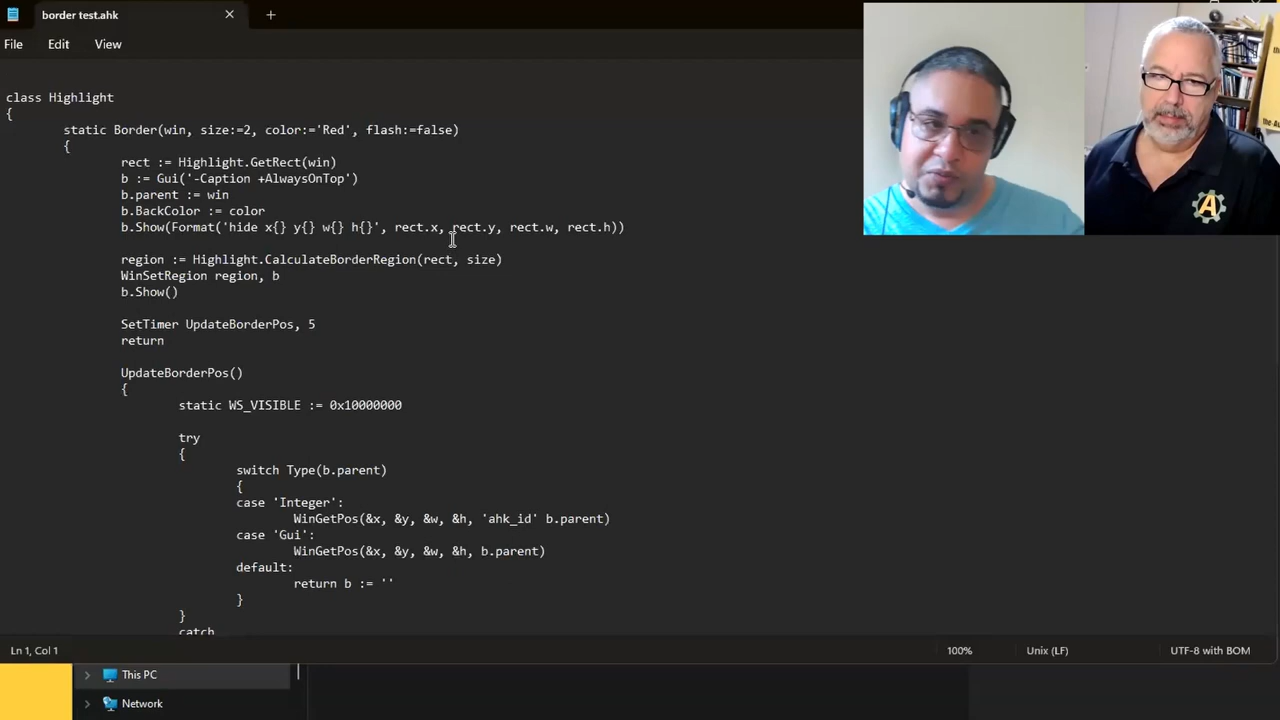 border test.ahk
File Edit View
class Highlight
{
static Border(win, size:=2, color:='Red', flash:=false)
{
rect := Highlight.GetRect(win)
b := Gui('-Caption +AlwaysOnTop')
b.parent := win
b.BackColor := color
b.Show(Format('hide x{} y{} w{} h{}', rect.x, rect.y, rect.w, rect.h))
region := Highlight.CalculateBorderRegion(rect, size)
WinSetRegion region, b
b.Show()
SetTimer UpdateBorderPos, 5
return
UpdateBorderPos()
{
static WS_VISIBLE := 0x10000000
try
{
switch Type(b.parent)
{
case 'Integer':
WinGetPos(&x, &y, &w, &h, 'ahk_id' b.parent)
case 'Gui':
WinGetPos(&x, &y, &w, &h, b.parent)
default:
return b := ''
}
}
catch
Ln 1, Col 1
100%
Unix (LF)
UTF-8 with BOM
This PC
Network
A